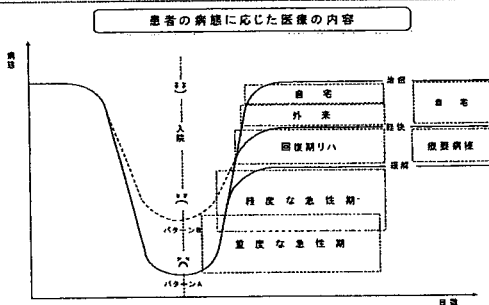 患者の病態に応じた医療の内容
病態
治癒
自宅
自宅
外来
入院
軽快
回復期リハ
療養病棟
寛解
軽度な急性期
パターンB
重度な急性期
パターンA
日数